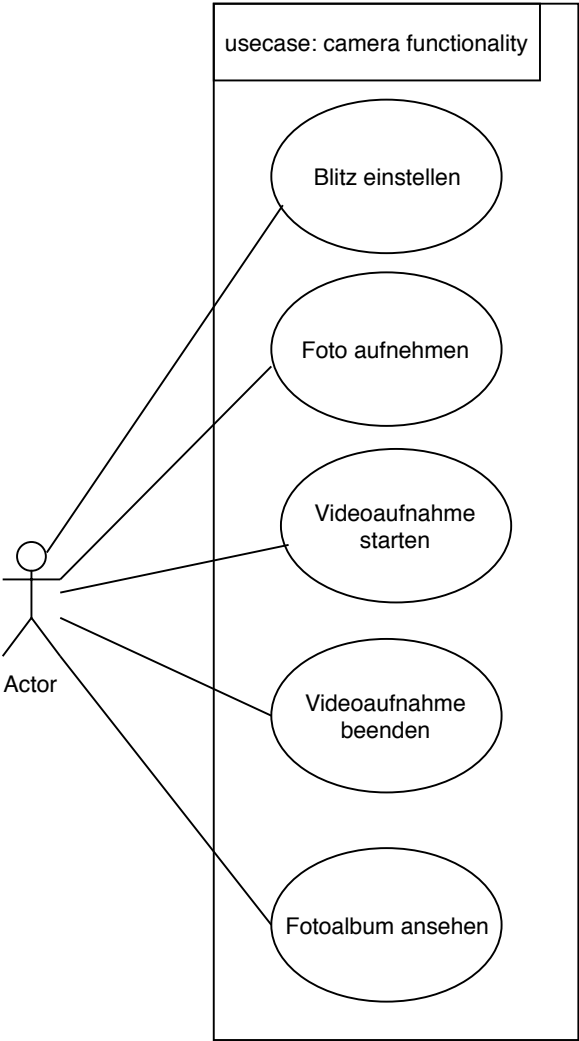 usecase: camera functionality
Blitz einstellen
Foto aufnehmen
Videoaufnahme
starten
Actor
Videoaufnahme
beenden
Fotoalbum ansehen